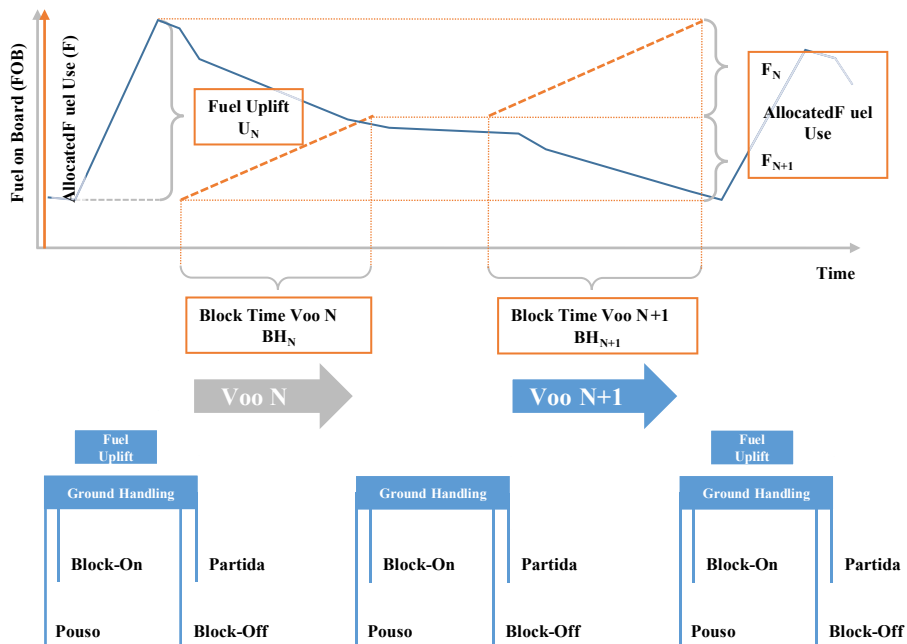 Fuel on Board (FOB)
AllocatedF uel Use (F)
Fuel Uplift
U_N
F_N
AllocatedF uel
Use
F_{N+1}
Time
Block Time Voo N
BH_N
Block Time Voo N+1
BH_{N+1}
Voo N
Voo N+1
Fuel
Uplift
Fuel
Uplift
Ground Handling
Ground Handling
Ground Handling
Block-On
Partida
Block-On
Partida
Block-On
Partida
Pouso
Block-Off
Pouso
Block-Off
Pouso
Block-Off